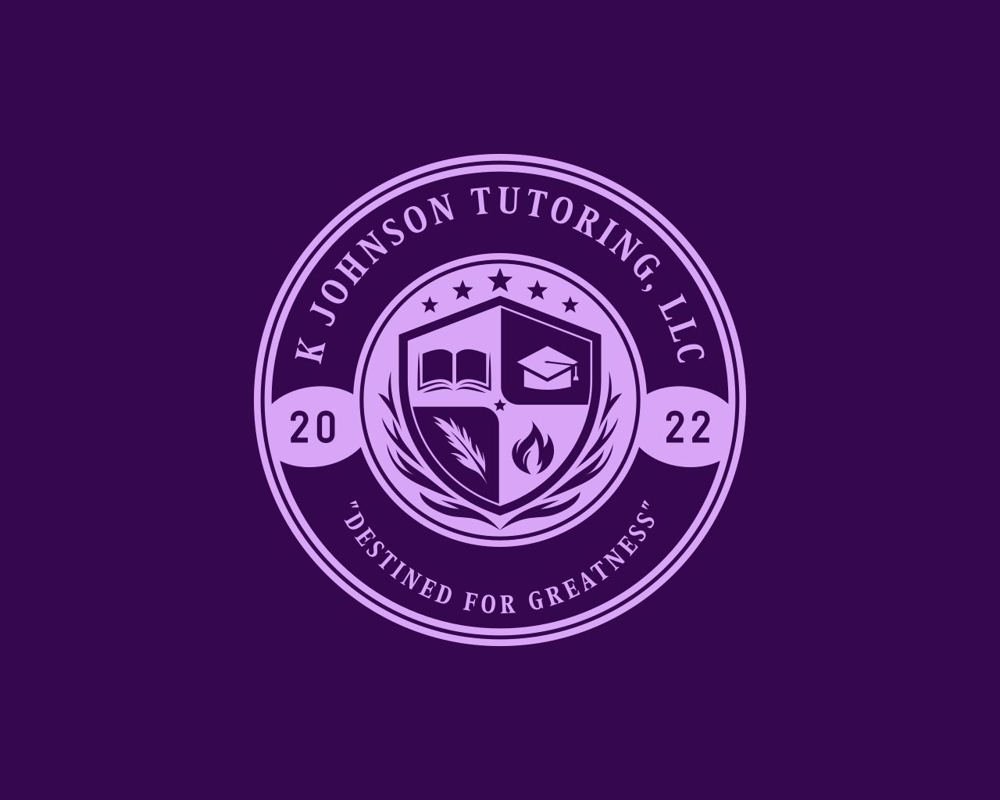 K JOHNSON TUTORING, LLC
20 22
"DESTINED FOR GREATNESS"